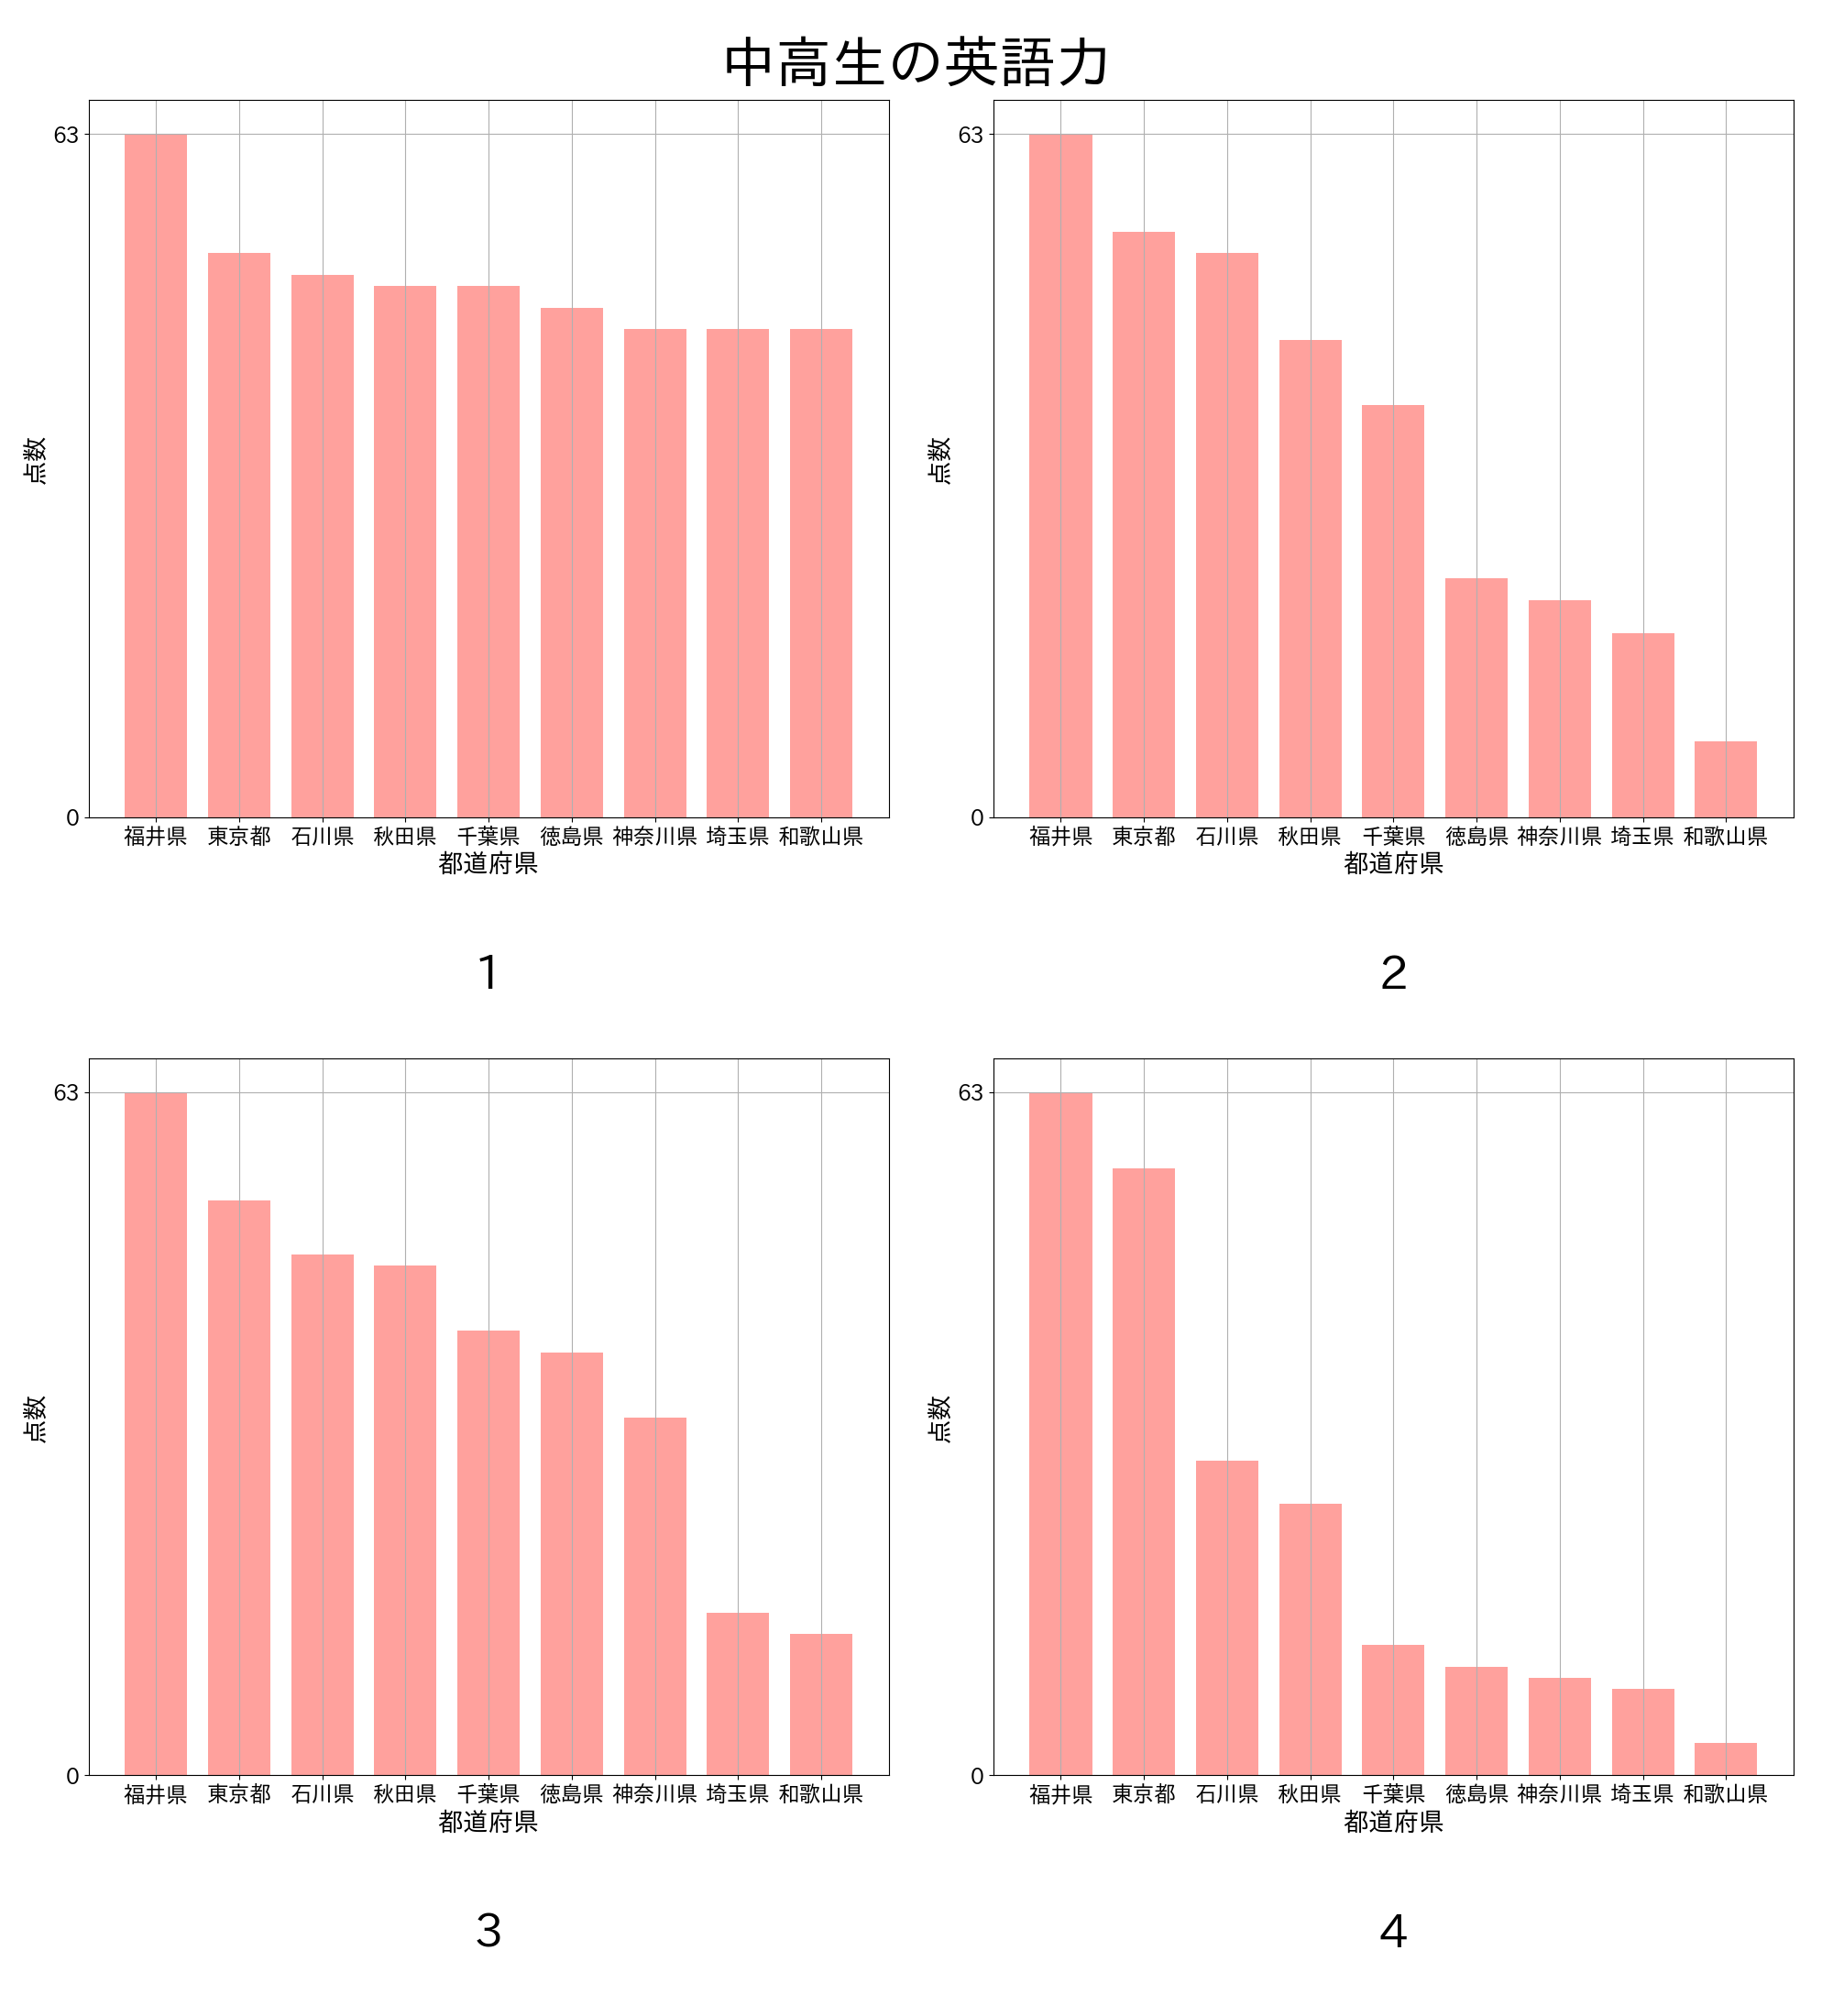 中高生の英語力
63
0
点数
福井県 東京都 石川県 秋田県 千葉県 徳島県 神奈川県 埼玉県 和歌山県
都道府県
1
63
0
点数
福井県 東京都 石川県 秋田県 千葉県 徳島県 神奈川県 埼玉県 和歌山県
都道府県
2
63
0
点数
福井県 東京都 石川県 秋田県 千葉県 徳島県 神奈川県 埼玉県 和歌山県
都道府県
3
63
0
点数
福井県 東京都 石川県 秋田県 千葉県 徳島県 神奈川県 埼玉県 和歌山県
都道府県
4